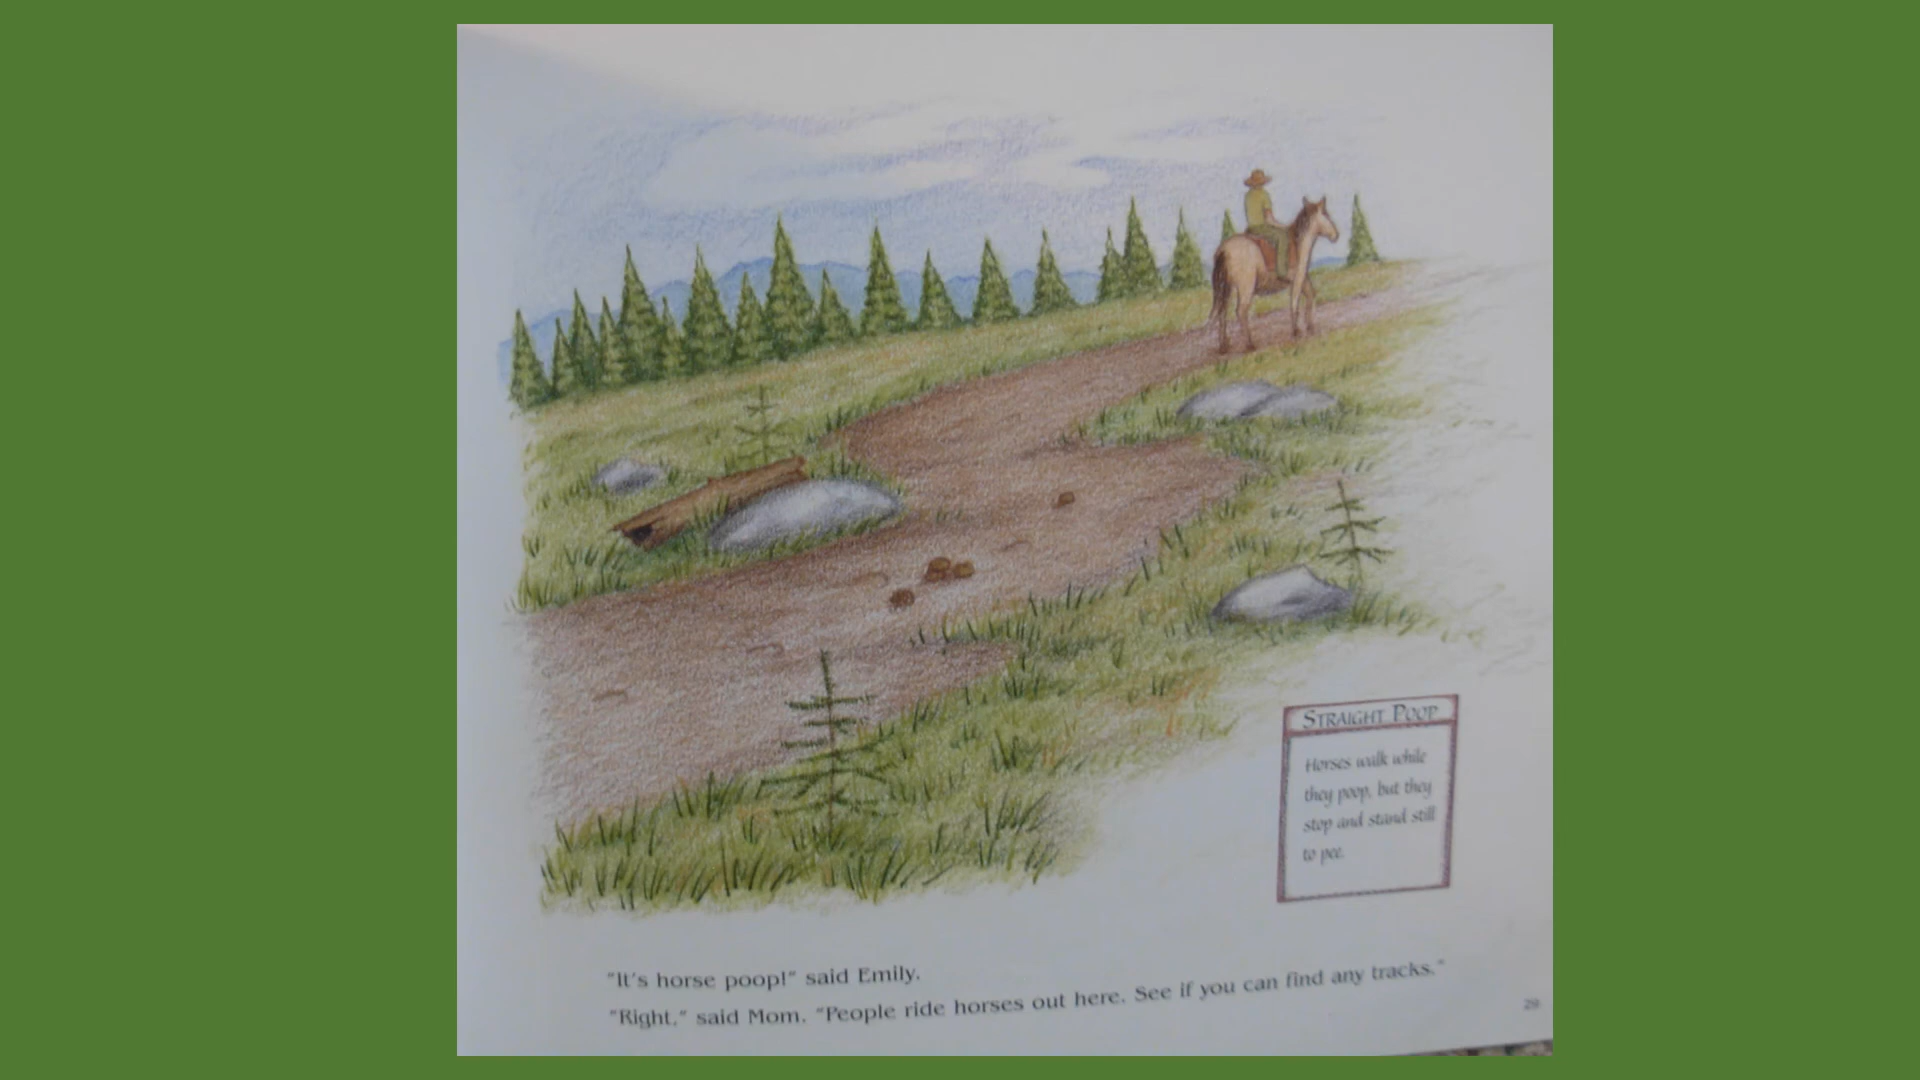 STRAIGHT POOP
Horses walk while
they poop, but they
stop and stand still
to pee.
"It's horse poop!" said Emily.
"Right," said Mom. "People ride horses out here. See if you can find any tracks."
29